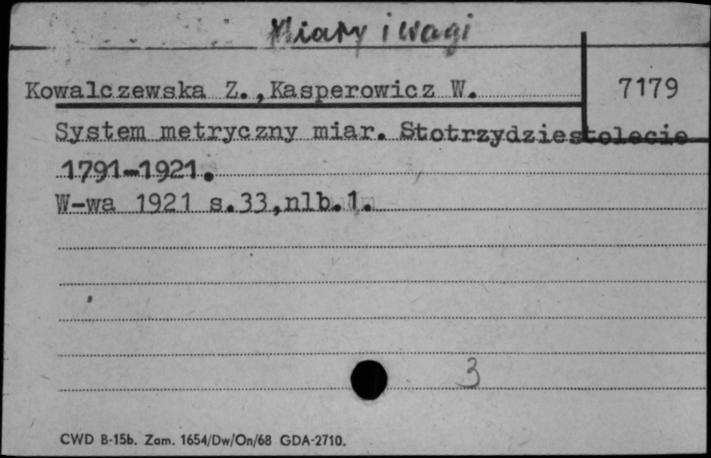 Miary i wagi
Kowalczewska Z.,Kasperowicz W.
7179
System metryczny miar. Stotrzydziestolecie
1791-1921.
W-wa 1921 s.33,nlb.1.
3
CWD B-15b. Zam. 1654/Dw/On/68 GDA-2710.